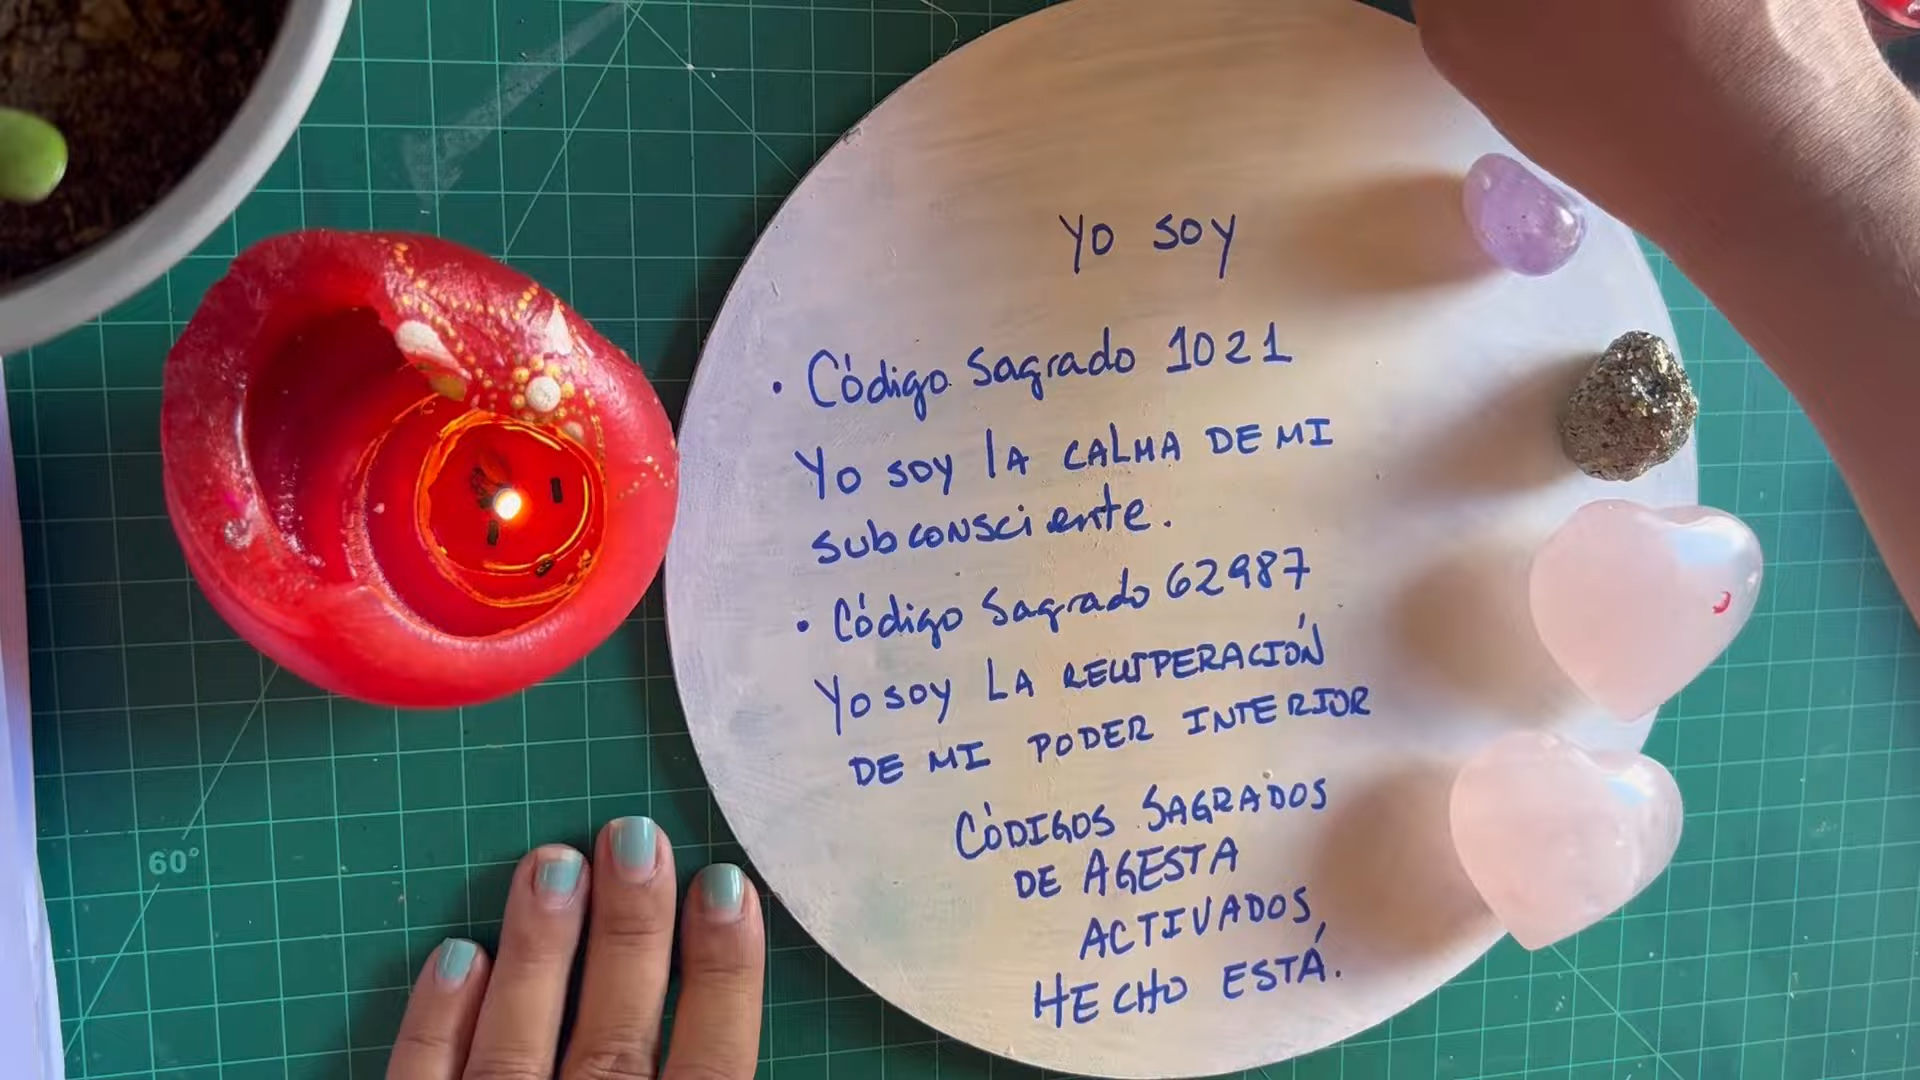 Yo soy
• Código Sagrado 1021
Yo soy lA CALMA DE MI
subconsciente.
• Código Sagrado 62987
Yo soy LA RECUPERACIÓN
DE MI PODER INTERIOR
CÓDIGOS SAGRADOS
DE AGESTA
ACTIVADOS,
HECHO ESTÁ.
60°